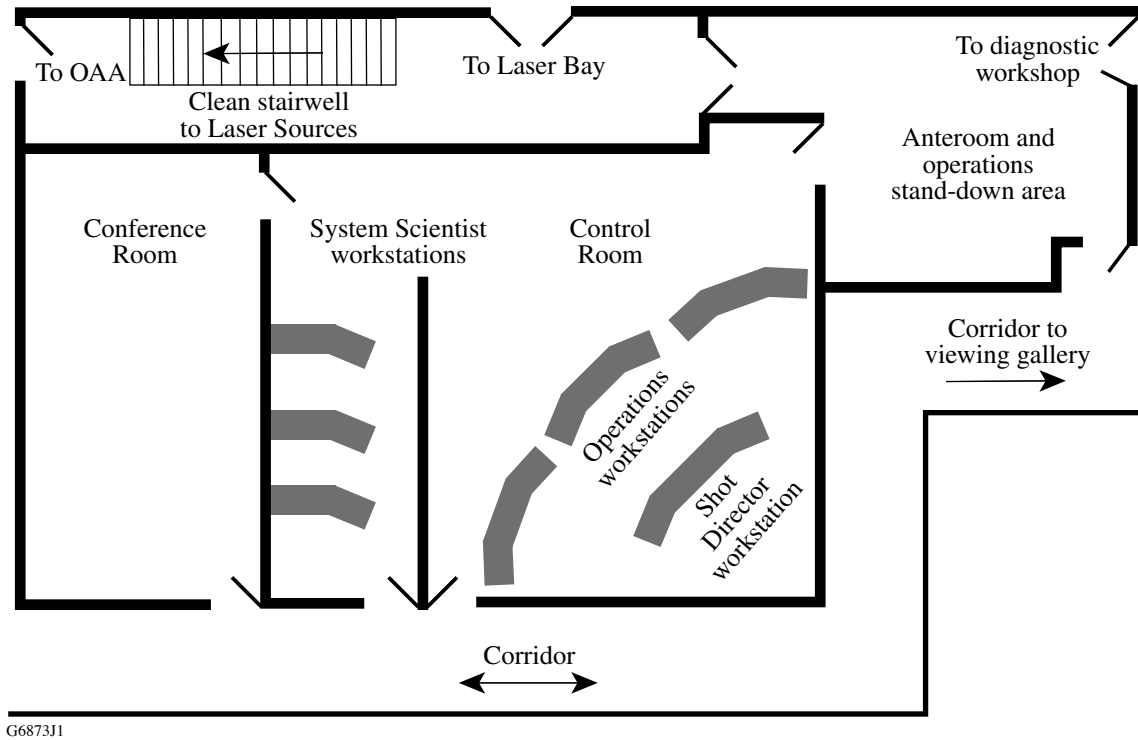 To OAA
Clean stairwell
to Laser Sources
To Laser Bay
To diagnostic
workshop
Anteroom and
operations
stand-down area
Conference
Room
System Scientist
workstations
Control
Room
Corridor to
viewing gallery
Operations
workstations
Shot
Director
workstation
Corridor
G6873J1